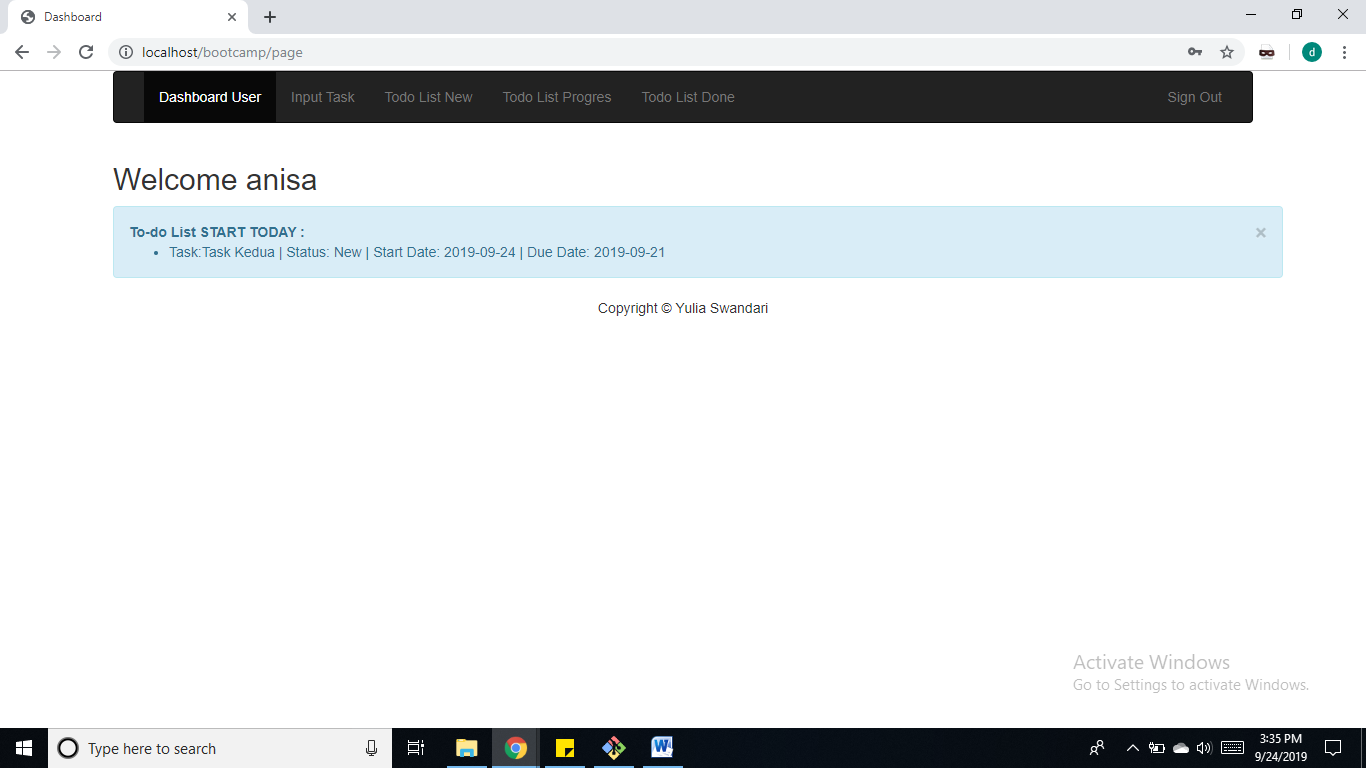 Dashboard
localhost/bootcamp/page
d
Dashboard User Input Task Todo List New Todo List Progres Todo List Done Sign Out
Welcome anisa
To-do List START TODAY :
• Task:Task Kedua | Status: New | Start Date: 2019-09-24 | Due Date: 2019-09-21
Copyright © Yulia Swandari
Activate Windows
Go to Settings to activate Windows.
Type here to search
3:35 PM
9/24/2019